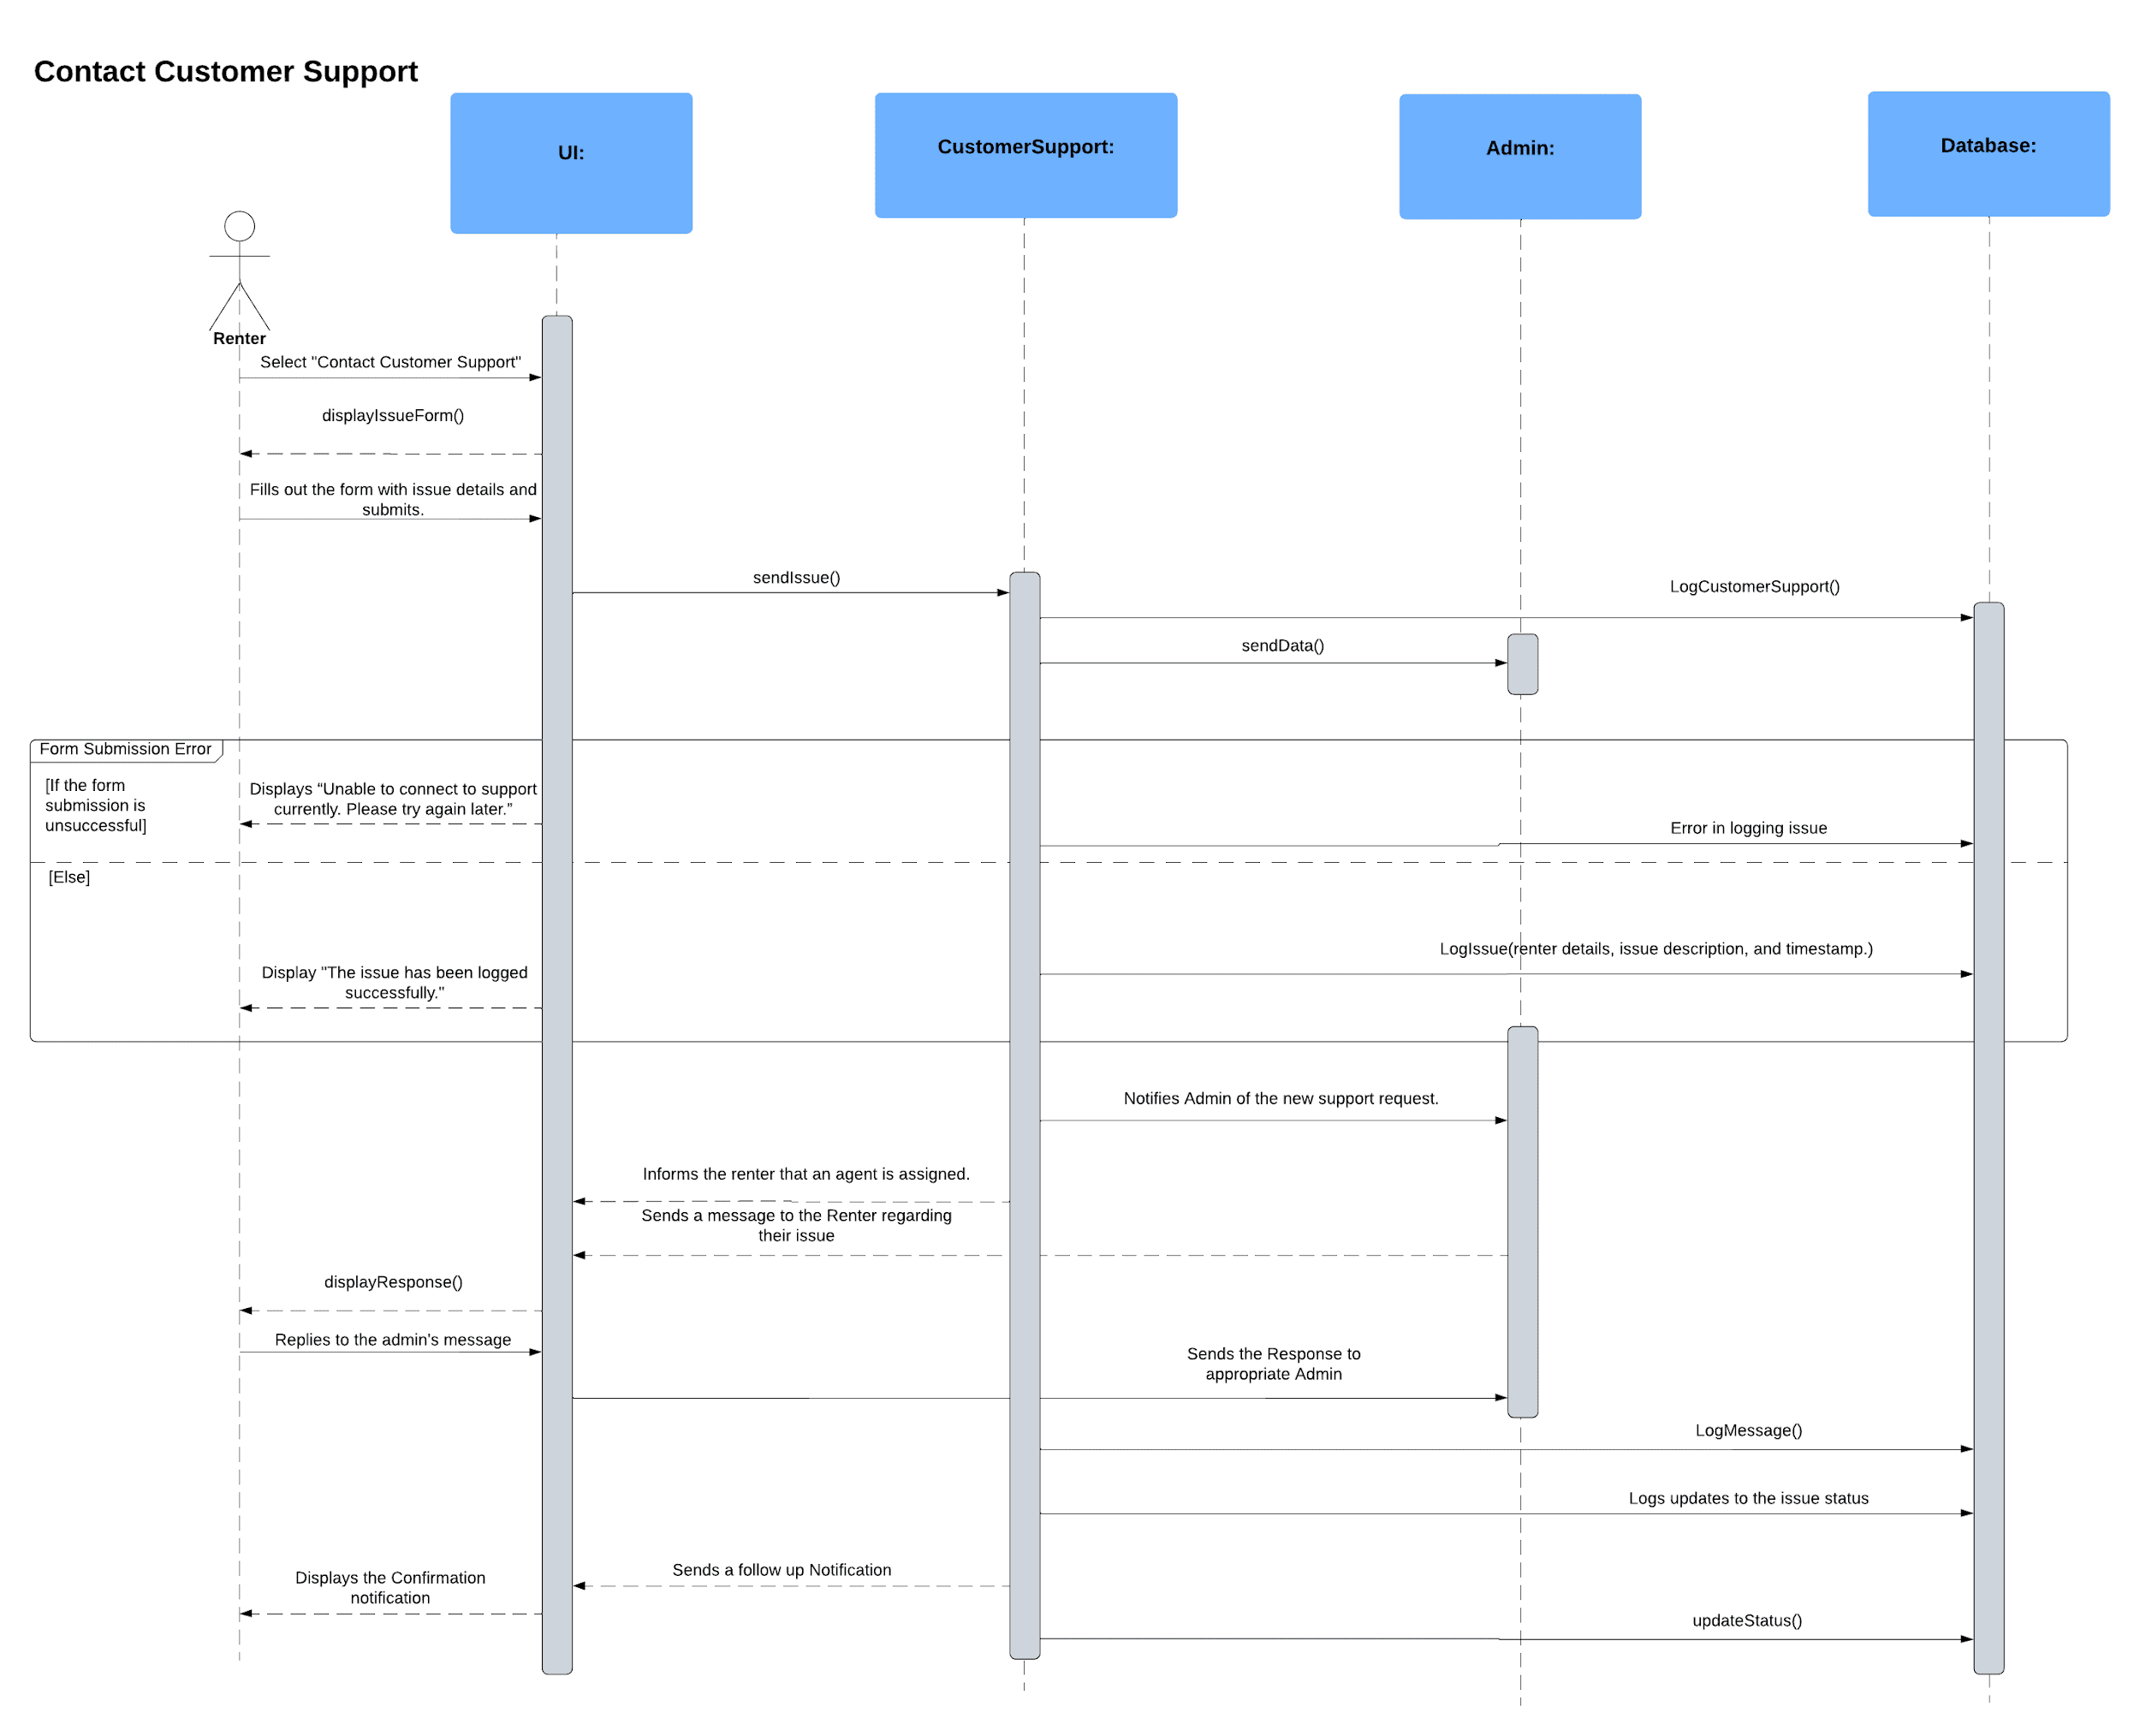 Contact Customer Support
UI:
CustomerSupport:
Admin:
Database:
Renter
Select "Contact Customer Support"
displayIssueForm()
Fills out the form with issue details and
submits.
sendIssue()
LogCustomerSupport()
sendData()
Form Submission Error
[If the form
submission is
unsuccessful]
Displays “Unable to connect to support
currently. Please try again later.”
Error in logging issue
[Else]
LogIssue(renter details, issue description, and timestamp.)
Display "The issue has been logged
successfully."
Notifies Admin of the new support request.
Informs the renter that an agent is assigned.
Sends a message to the Renter regarding
their issue
displayResponse()
Replies to the admin's message
Sends the Response to
appropriate Admin
LogMessage()
Logs updates to the issue status
Sends a follow up Notification
Displays the Confirmation
notification
updateStatus()